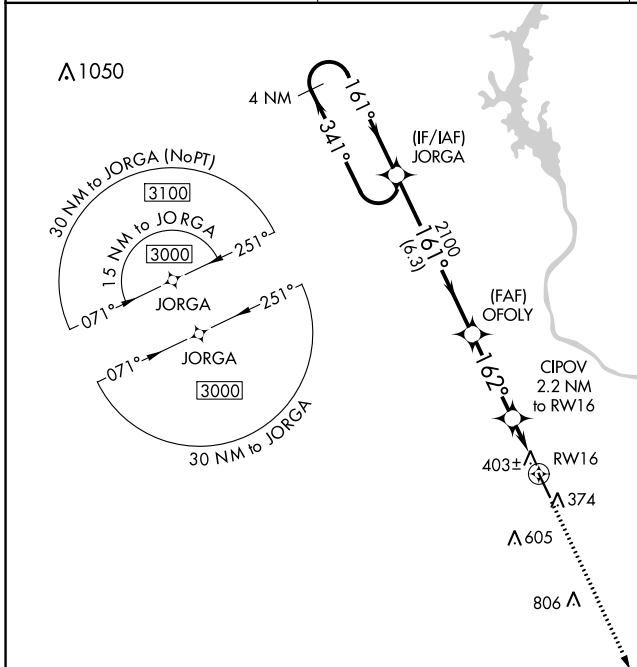 1050
4 NM
161°
341°
(IF/IAF)
JORGA
30 NM to JORGA (NoPT)
3100
15 NM to JORGA
3000
251°
071°
JORGA
2100
161°
(6.3)
251°
071°
JORGA
3000
30 NM to JORGA
(FAF)
OFOLY
162°
CIPOV
2.2 NM
to RW16
403±
RW16
374
605
806